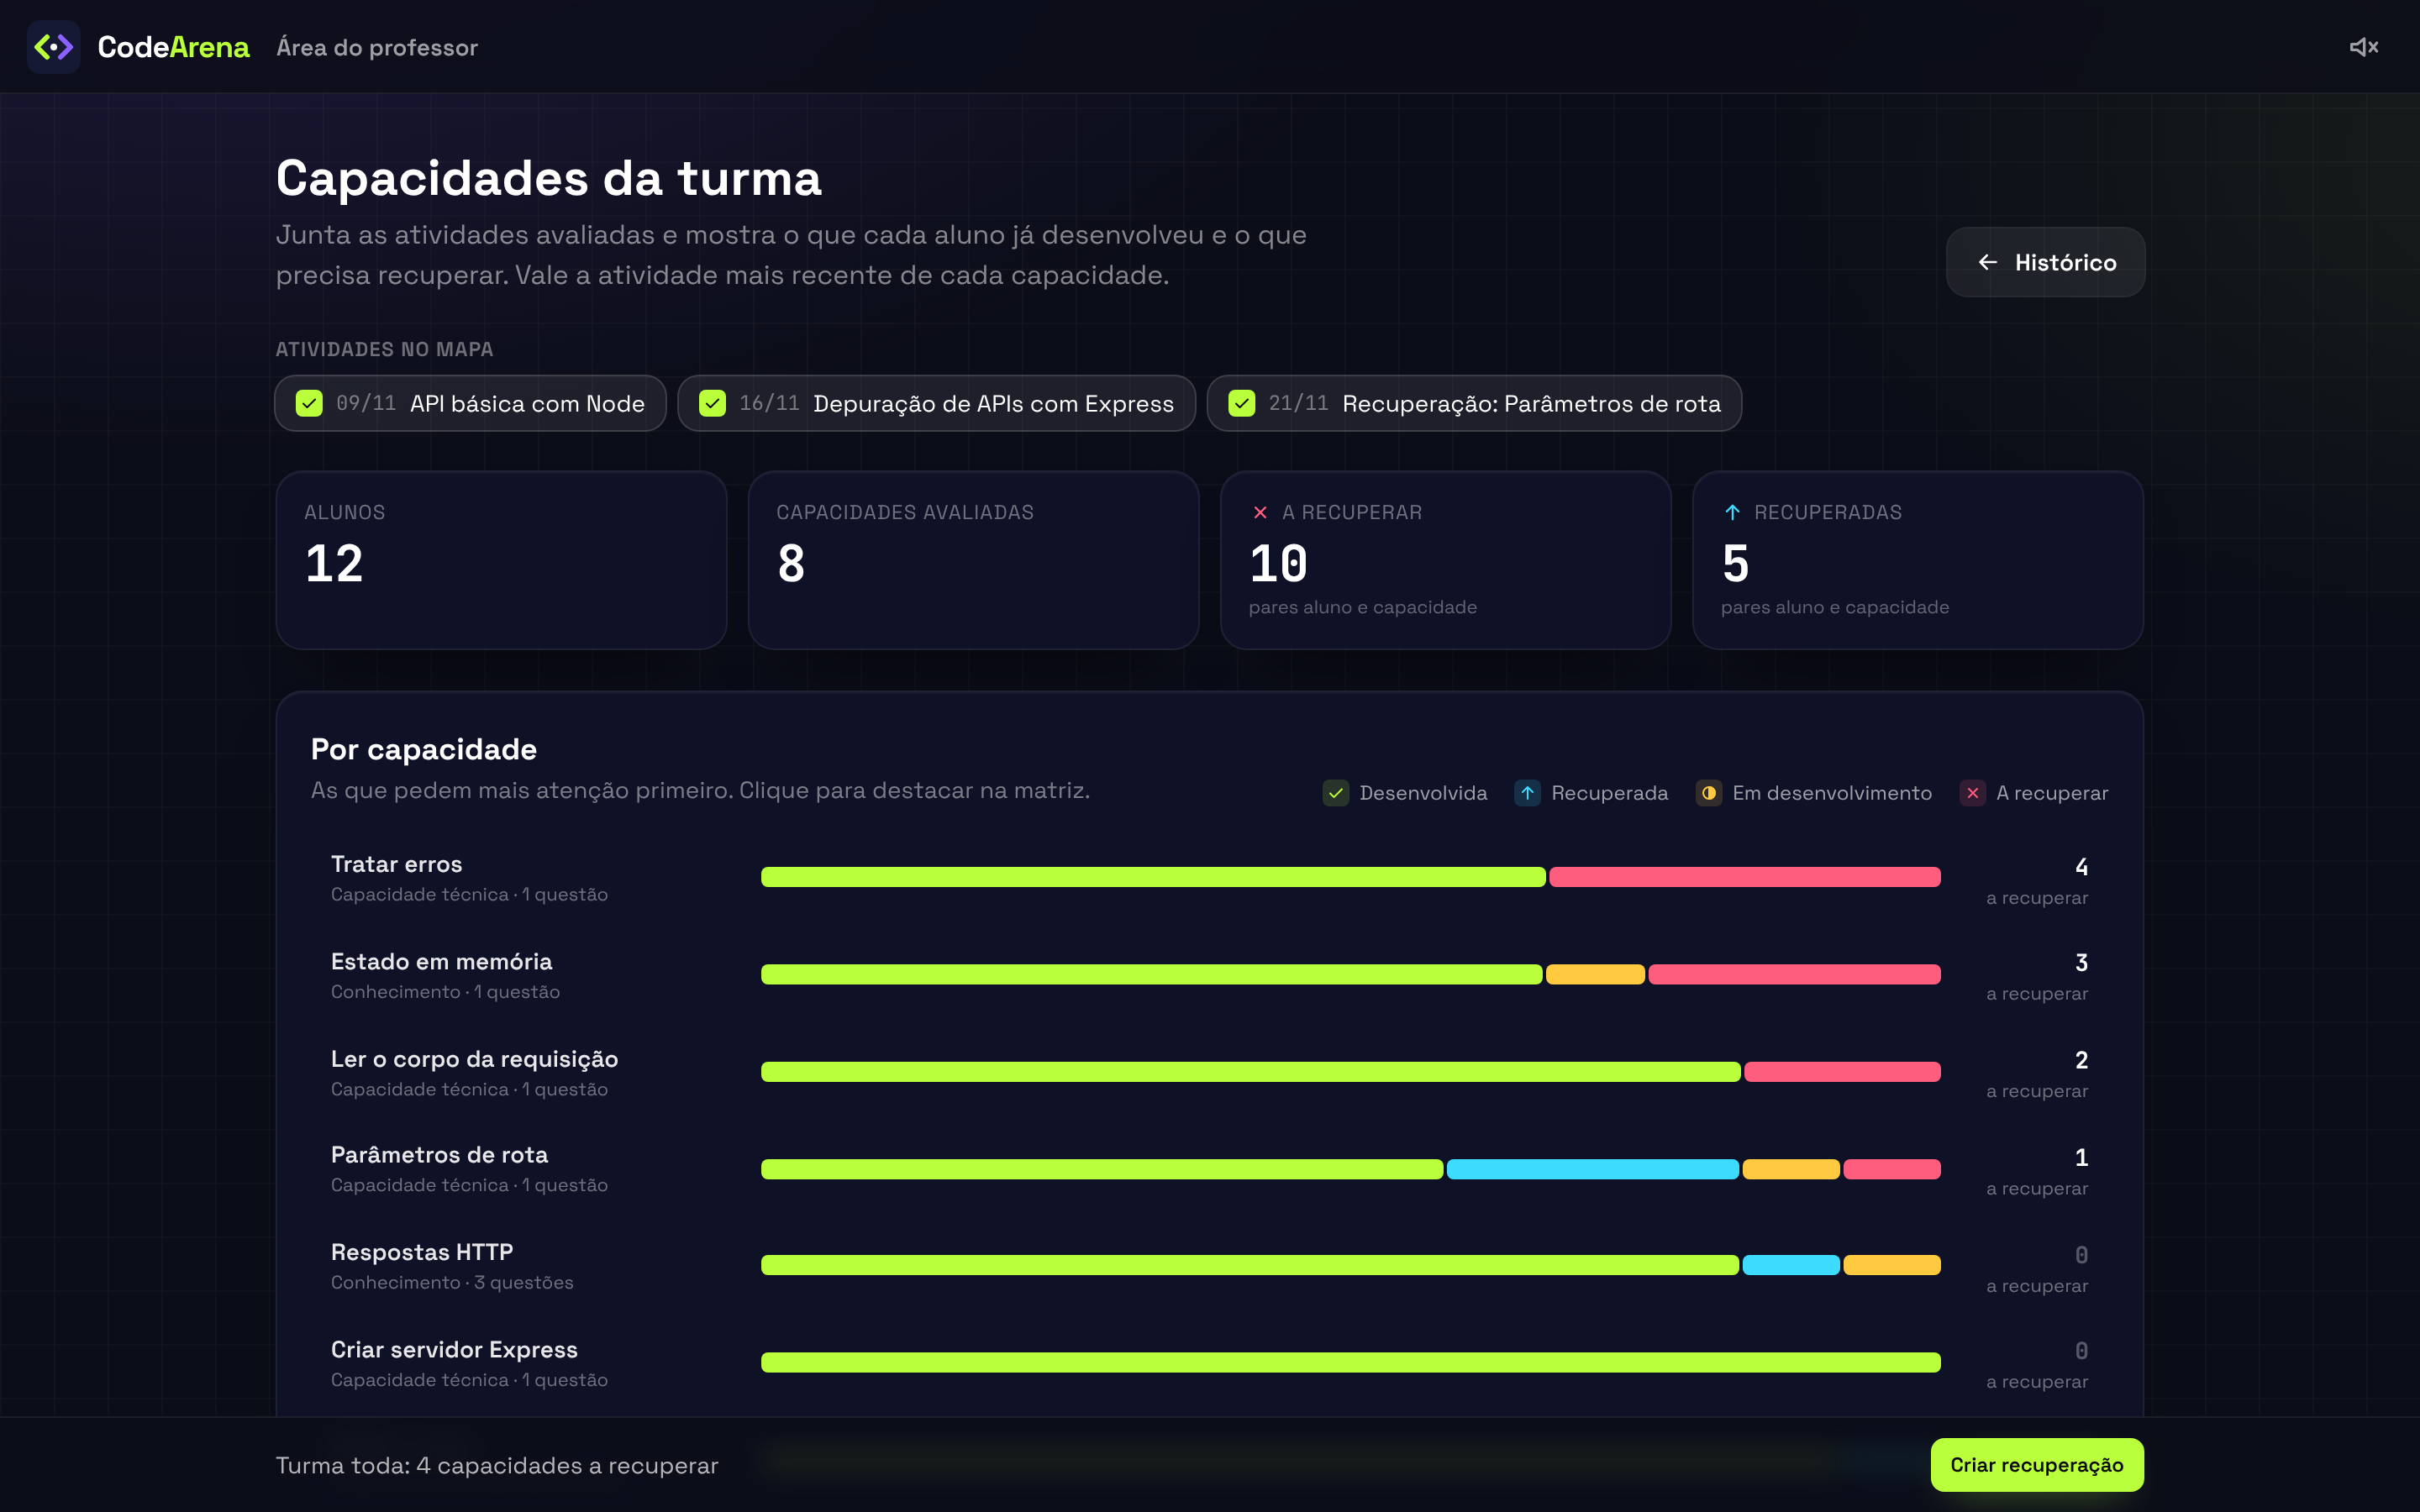 CodeArena Área do professor
Capacidades da turma
Junta as atividades avaliadas e mostra o que cada aluno já desenvolveu e o que
precisa recuperar. Vale a atividade mais recente de cada capacidade.
Histórico
ATIVIDADES NO MAPA
09/11 API básica com Node
16/11 Depuração de APIs com Express
21/11 Recuperação: Parâmetros de rota
ALUNOS
12
CAPACIDADES AVALIADAS
8
A RECUPERAR
10
pares aluno e capacidade
RECUPERADAS
5
pares aluno e capacidade
Por capacidade
As que pedem mais atenção primeiro. Clique para destacar na matriz.
Desenvolvida
Recuperada
Em desenvolvimento
A recuperar
Tratar erros
Capacidade técnica · 1 questão
4
a recuperar
Estado em memória
Conhecimento · 1 questão
3
a recuperar
Ler o corpo da requisição
Capacidade técnica · 1 questão
2
a recuperar
Parâmetros de rota
Capacidade técnica · 1 questão
1
a recuperar
Respostas HTTP
Conhecimento · 3 questões
0
a recuperar
Criar servidor Express
Capacidade técnica · 1 questão
0
a recuperar
Turma toda: 4 capacidades a recuperar
Criar recuperação